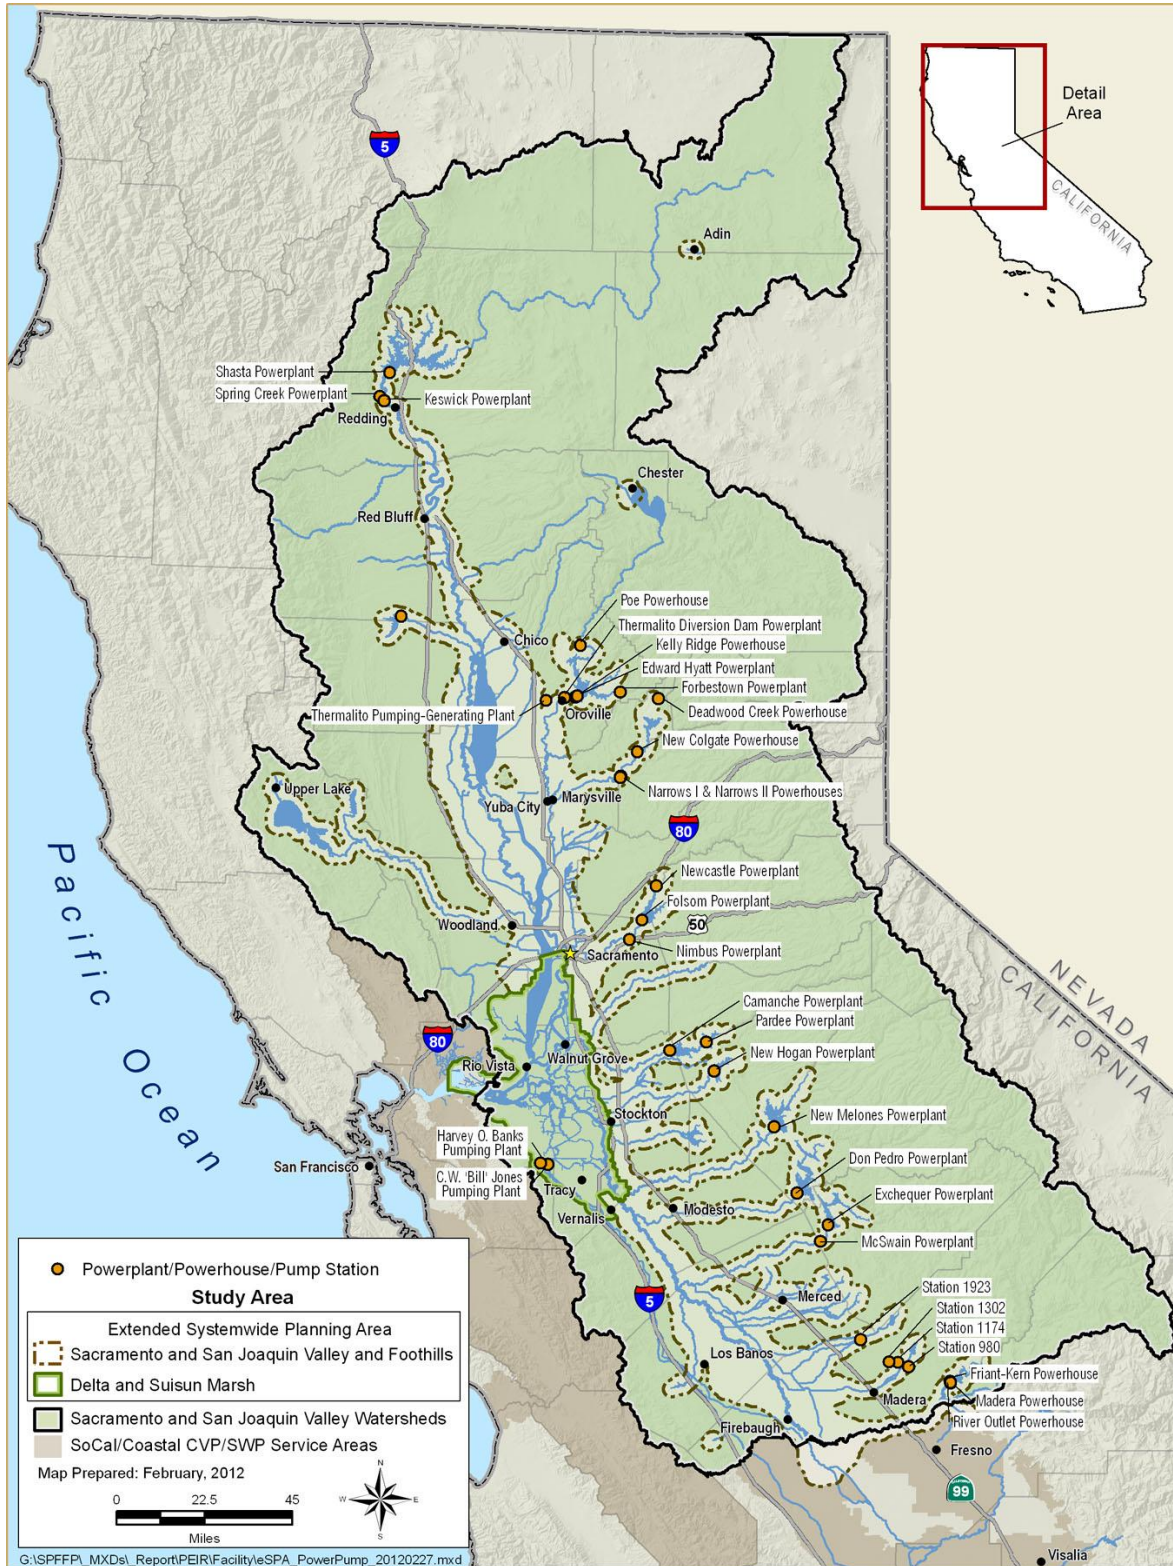 5
Detail
Area
CALIFORNIA
Adin
Shasta Powerplant
Spring Creek Powerplant
Keswick Powerplant
Redding
Chester
Red Bluff
Poe Powerhouse
Thermalito Diversion Dam Powerplant
Chico
Kelly Ridge Powerhouse
Edward Hyatt Powerplant
Forbestown Powerplant
Thermalito Pumping-Generating Plant
Oroville
Deadwood Creek Powerhouse
New Colgate Powerhouse
Upper Lake
Narrows I & Narrows II Powerhouses
Yuba City
Marysville
80
Pacific Ocean
Newcastle Powerplant
Folsom Powerplant
Woodland
50
Nimbus Powerplant
Sacramento
NEVADA
CALIFORNIA
Camanche Powerplant
Pardee Powerplant
80
Walnut Grove
New Hogan Powerplant
Rio Vista
Stockton
New Melones Powerplant
Harvey O. Banks
Pumping Plant
San Francisco
Don Pedro Powerplant
C.W. 'Bill' Jones
Pumping Plant
Tracy
Exchequer Powerplant
Vernalis
Modesto
McSwain Powerplant
Station 1923
Merced
5
Station 1302
Station 1174
Station 980
Los Banos
Friant-Kern Powerhouse
Madera
Madera Powerhouse
River Outlet Powerhouse
Firebaugh
Fresno
CALIFORNIA
99
Visalia
Powerplant/Powerhouse/Pump Station
Study Area
Extended Systemwide Planning Area
Sacramento and San Joaquin Valley and Foothills
Delta and Suisun Marsh
Sacramento and San Joaquin Valley Watersheds
SoCal/Coastal CVP/SWP Service Areas
Map Prepared: February, 2012
N
W
E
S
0
22.5
45
Miles
G:\SPFFP\_MXDs\_Report\PEIR\Facility\eSPA_PowerPump_20120227.mxd